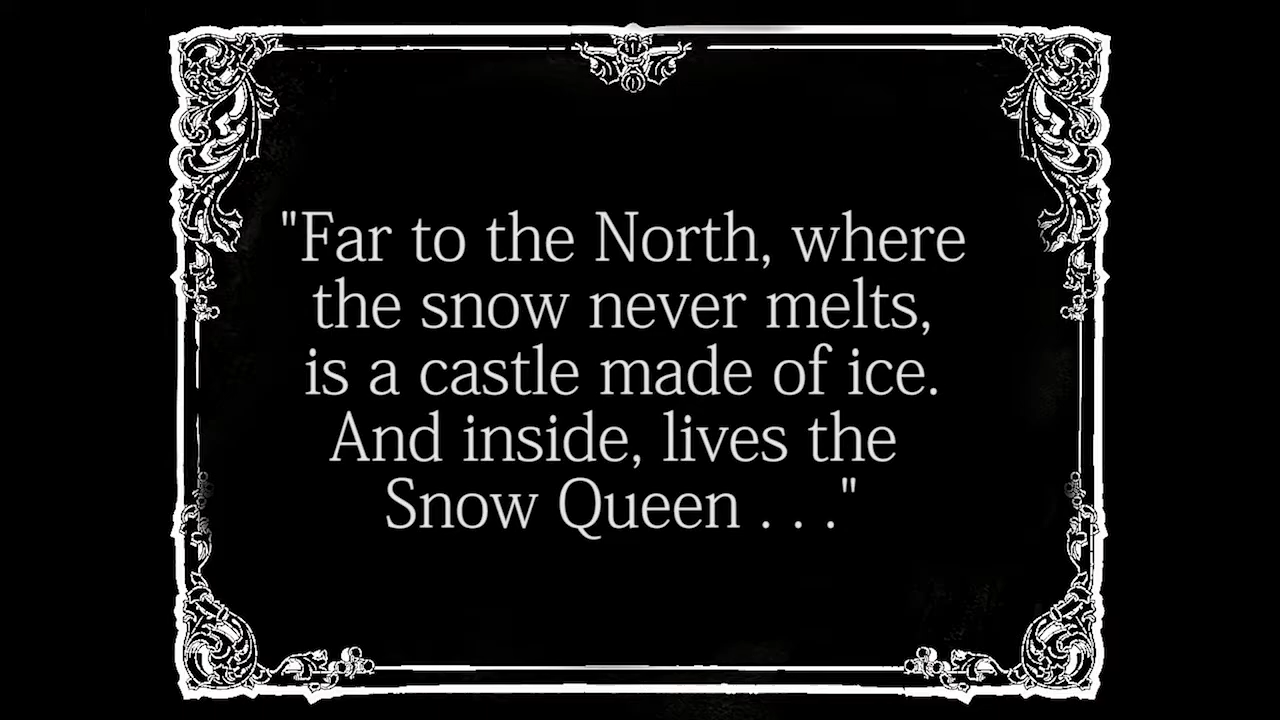 "Far to the North, where
the snow never melts,
is a castle made of ice.
And inside, lives the
Snow Queen . . ."